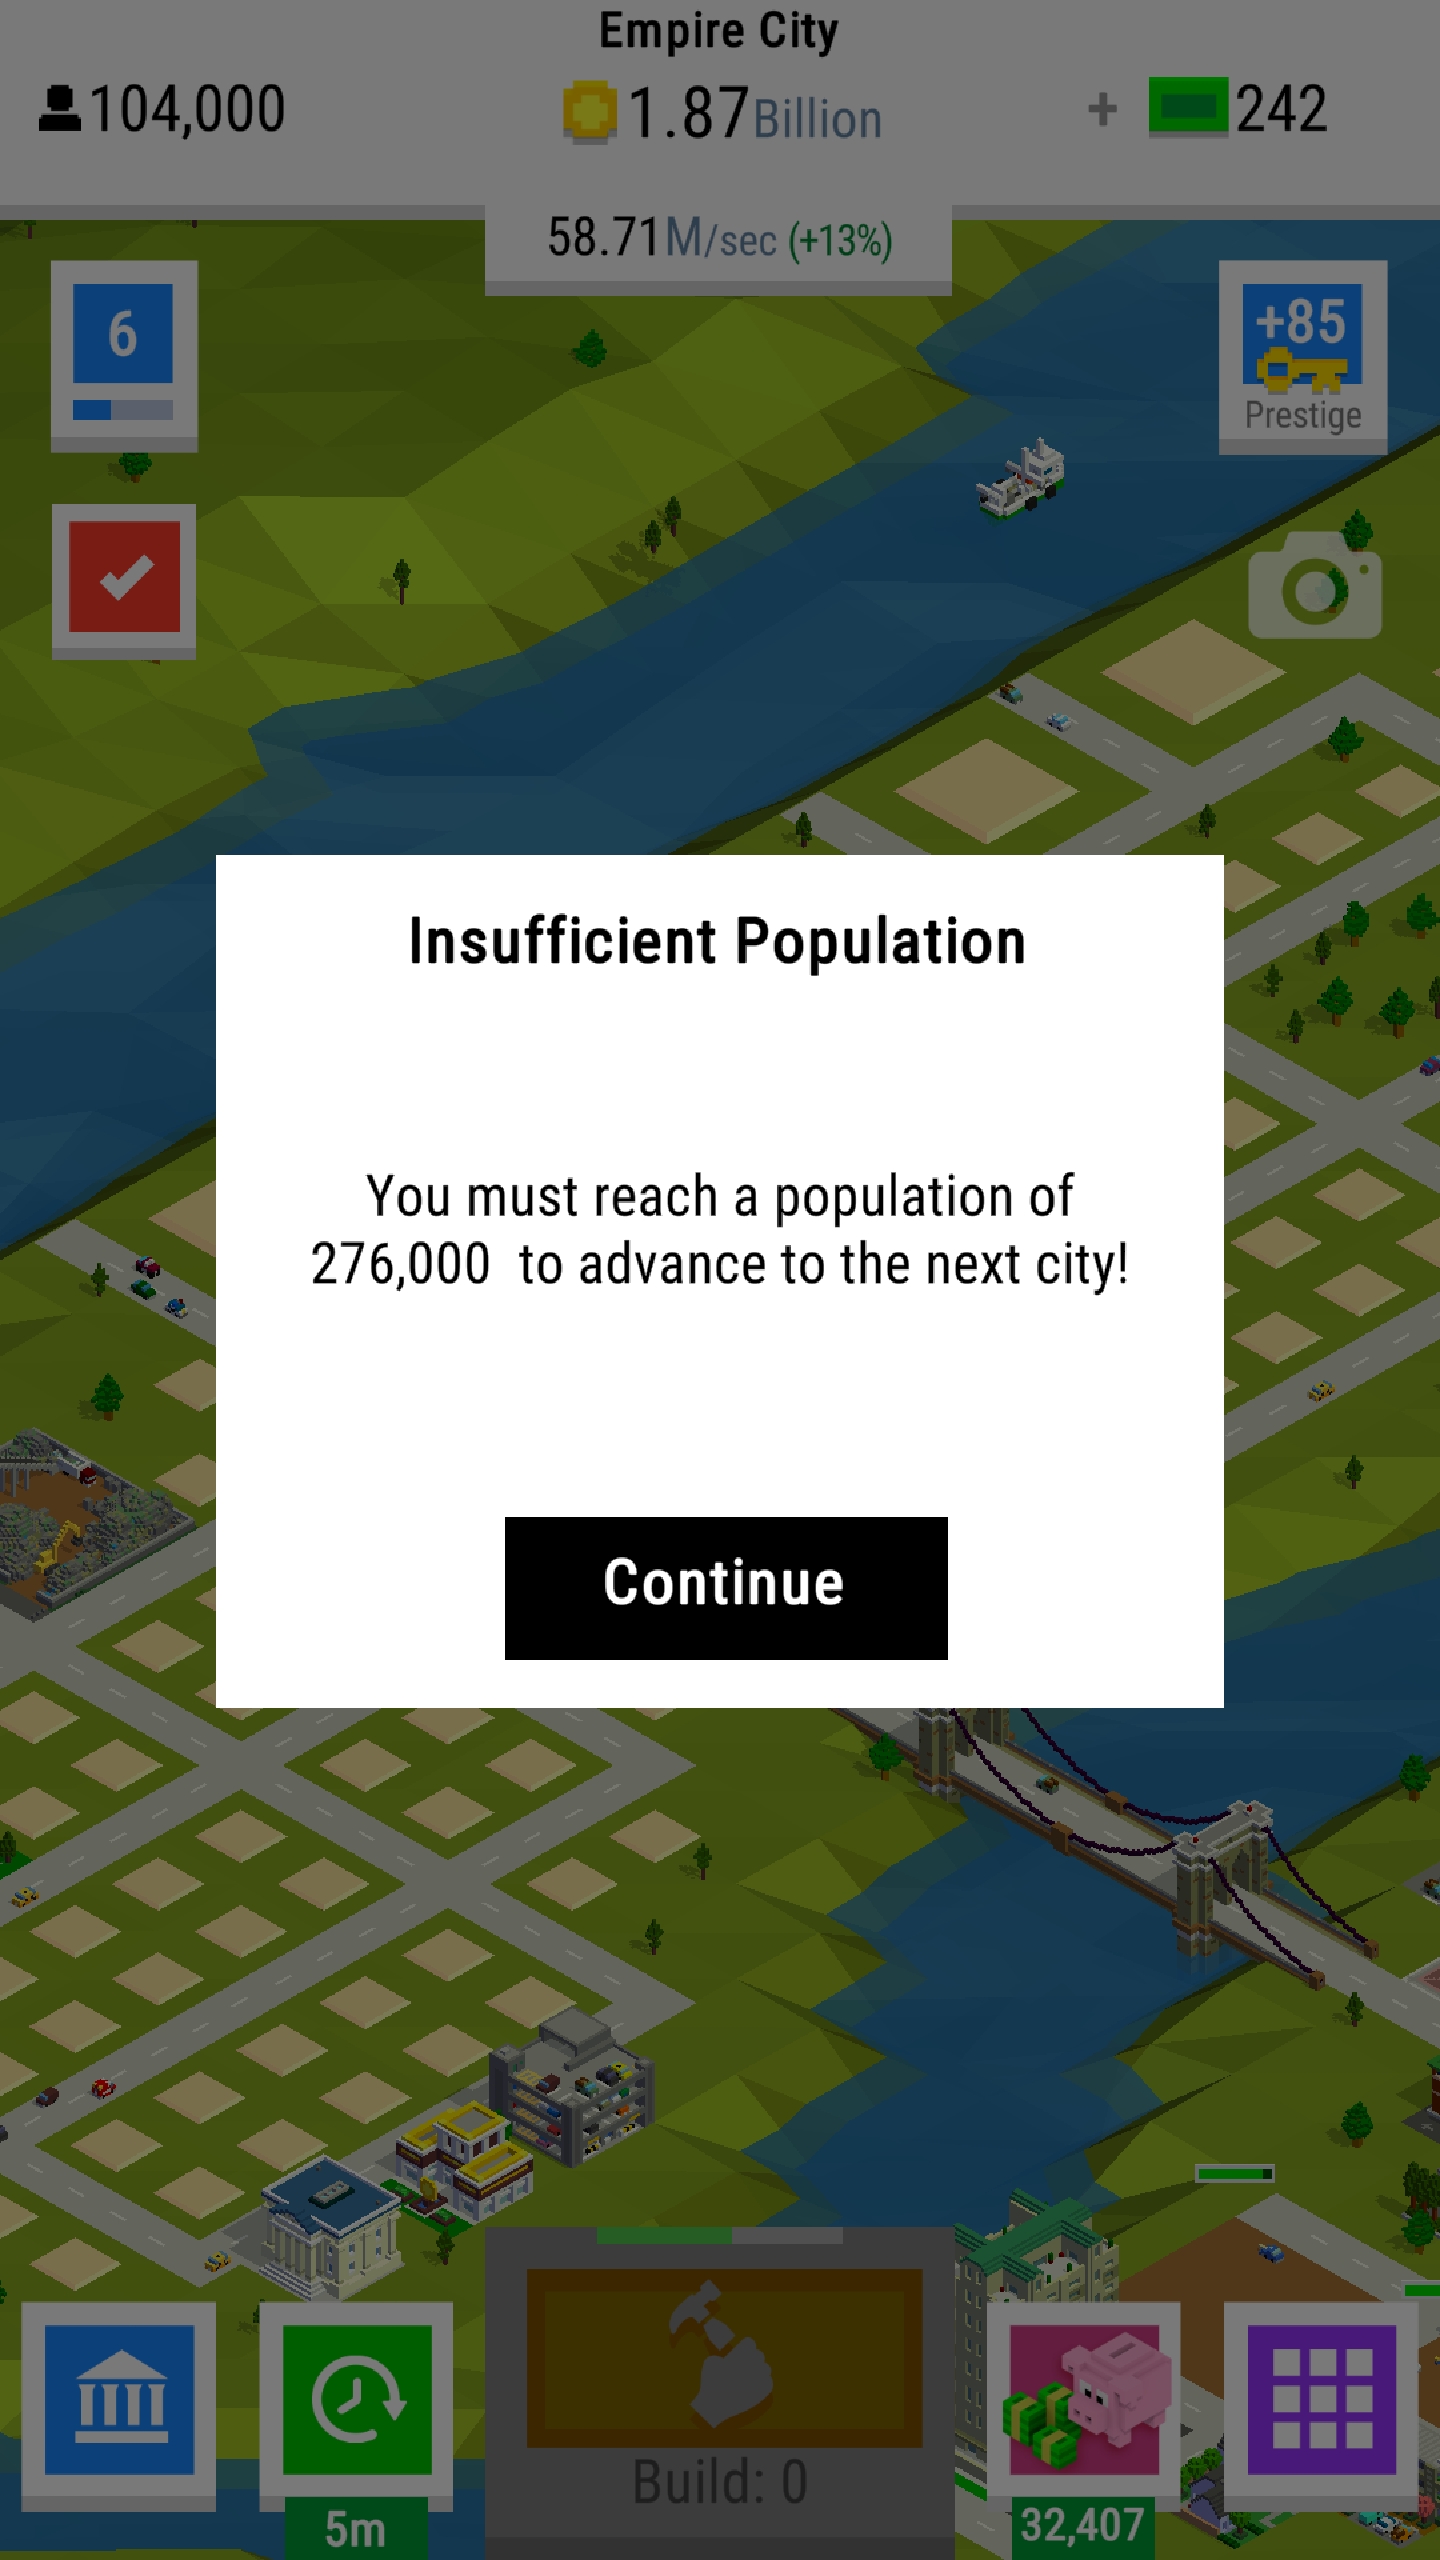 Empire City
104,000
1.87Billion
+ 242
58.71M/sec (+13%)
6
+85
Prestige
Insufficient Population
You must reach a population of
276,000 to advance to the next city!
Continue
Build: 0
5m
32,407